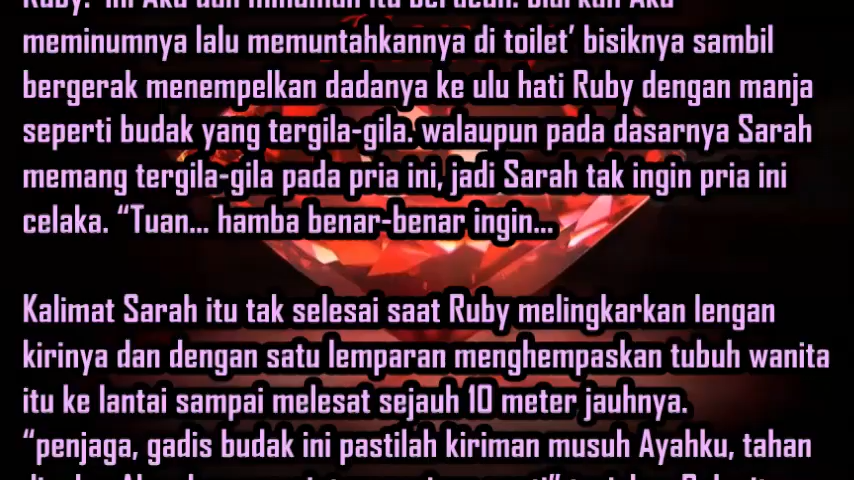 meminumnya lalu memuntahkannya di toilet’ bisiknya sambil
bergerak menempelkan dadanya ke ulu hati Ruby dengan manja
seperti budak yang tergila-gila. walaupun pada dasarnya Sarah
memang tergila-gila pada pria ini, jadi Sarah tak ingin pria ini
celaka. “Tuan... hamba benar-benar ingin...
Kalimat Sarah itu tak selesai saat Ruby melingkarkan lengan
kirinya dan dengan satu lemparan menghempaskan tubuh wanita
itu ke lantai sampai melesat sejauh 10 meter jauhnya.
“penjaga, gadis budak ini pastilah kiriman musuh Ayahku, tahan